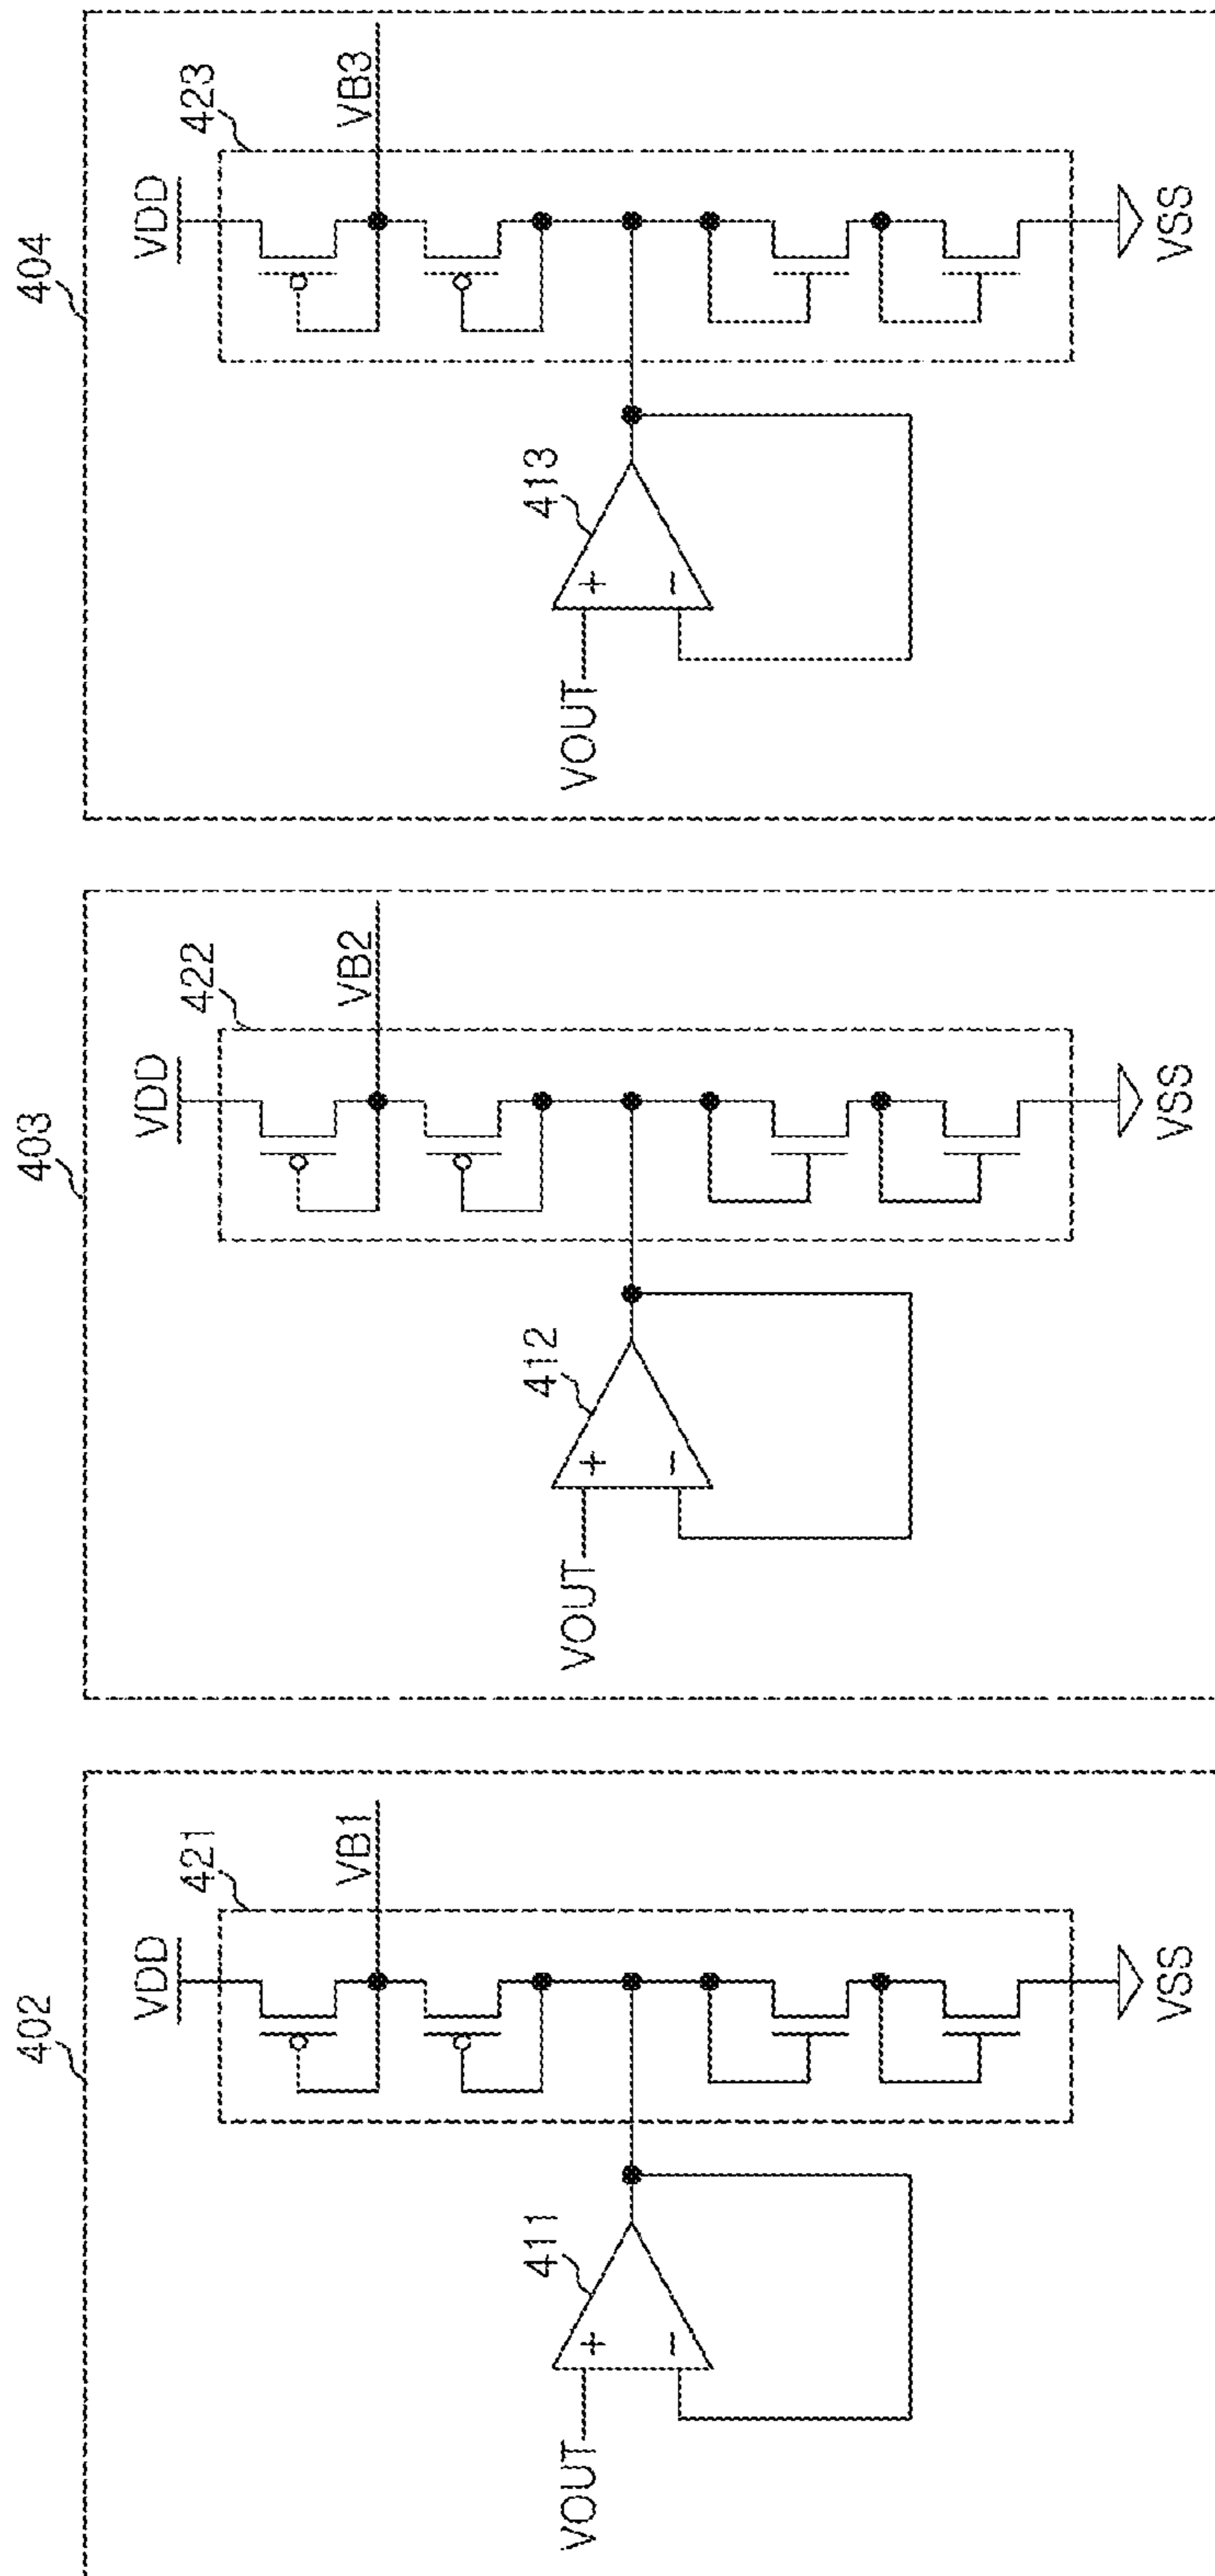 402
VDD
421
VB1
411
VOUT
+
−
VSS
403
VDD
422
VB2
412
VOUT
+
−
VSS
404
VDD
423
VB3
413
VOUT
+
−
VSS